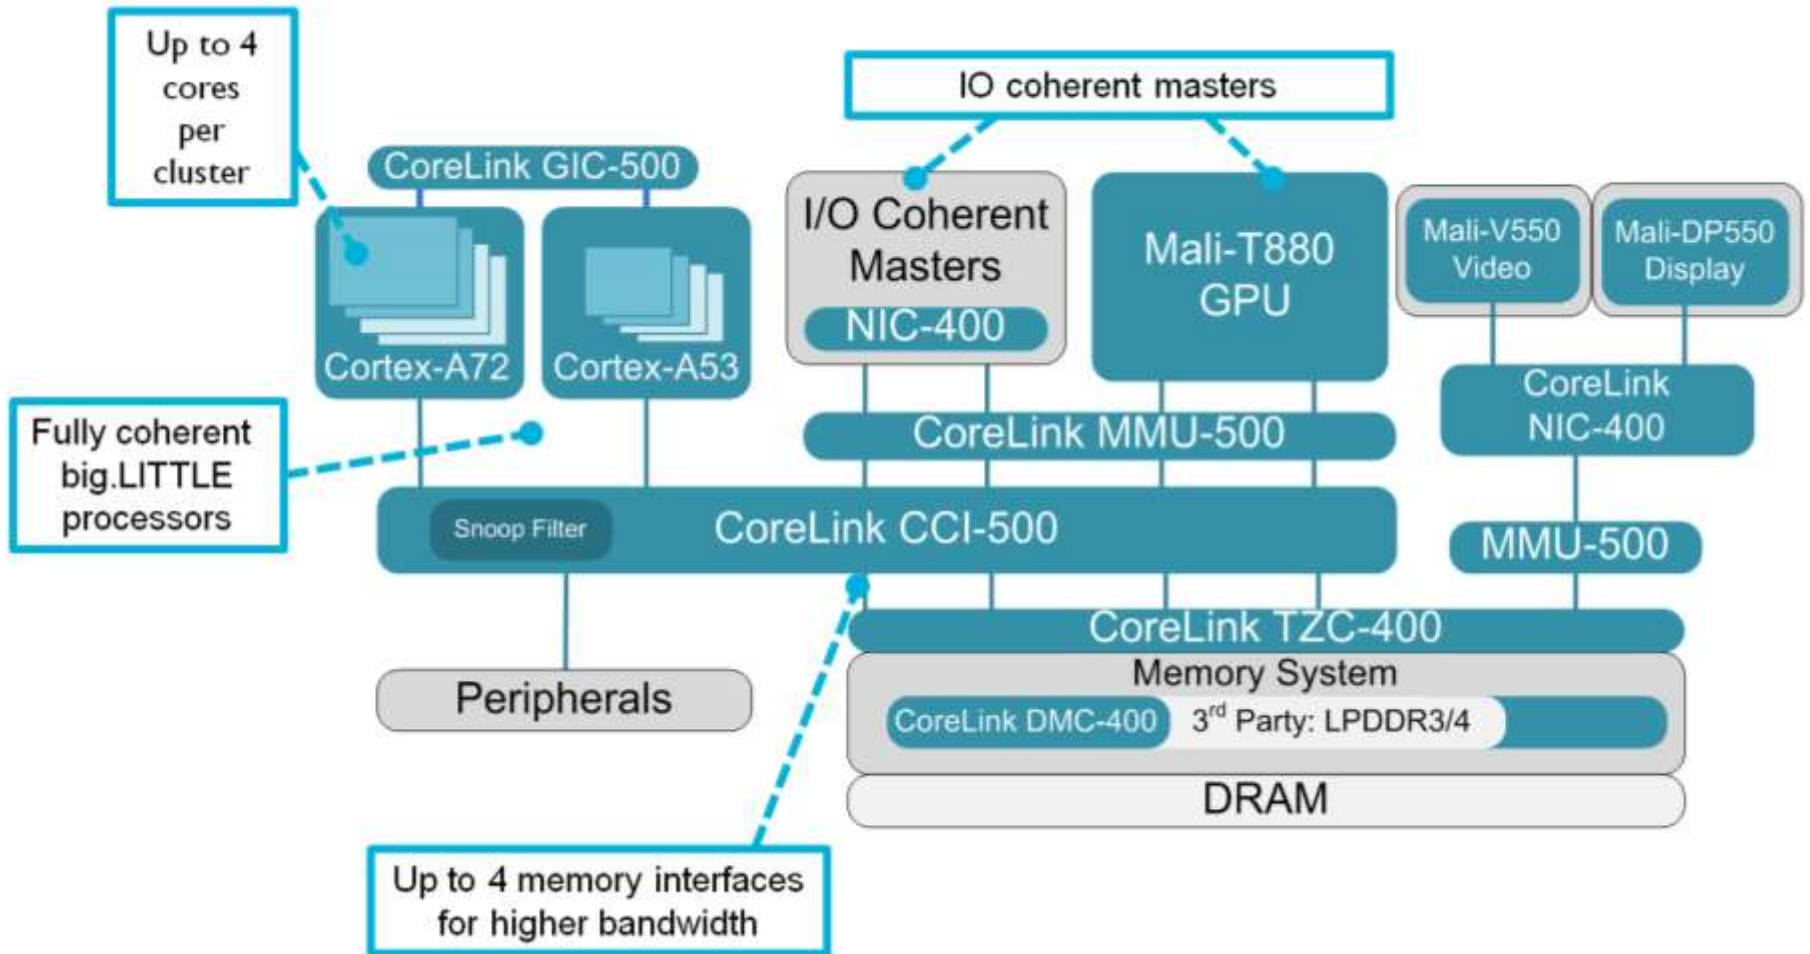 Up to 4
cores
per
cluster
IO coherent masters
CoreLink GIC-500
Cortex-A72
Cortex-A53
I/O Coherent
Masters
NIC-400
Mali-T880
GPU
Mali-V550
Video
Mali-DP550
Display
CoreLink
NIC-400
Fully coherent
big.LITTLE
processors
CoreLink MMU-500
Snoop Filter
CoreLink CCI-500
MMU-500
CoreLink TZC-400
Peripherals
Memory System
CoreLink DMC-400
3rd Party: LPDDR3/4
DRAM
Up to 4 memory interfaces
for higher bandwidth